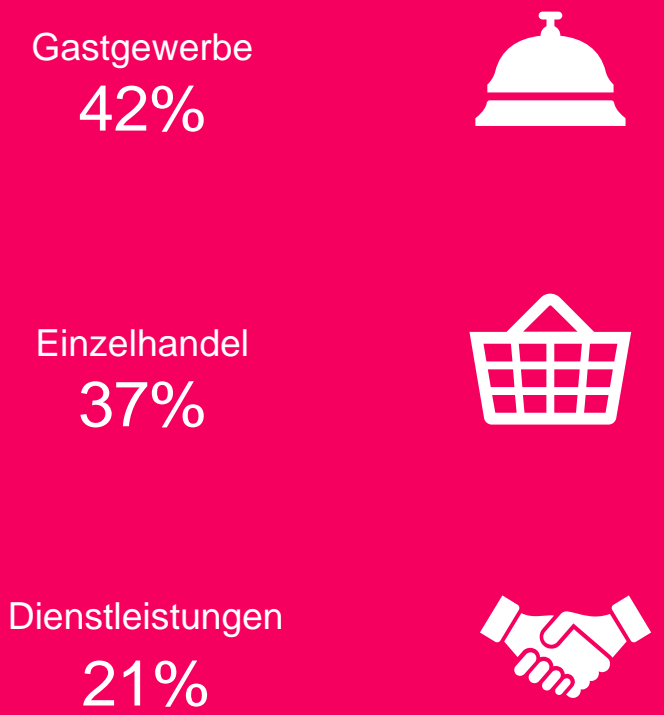 Gastgewerbe
42%
Einzelhandel
37%
Dienstleistungen
21%